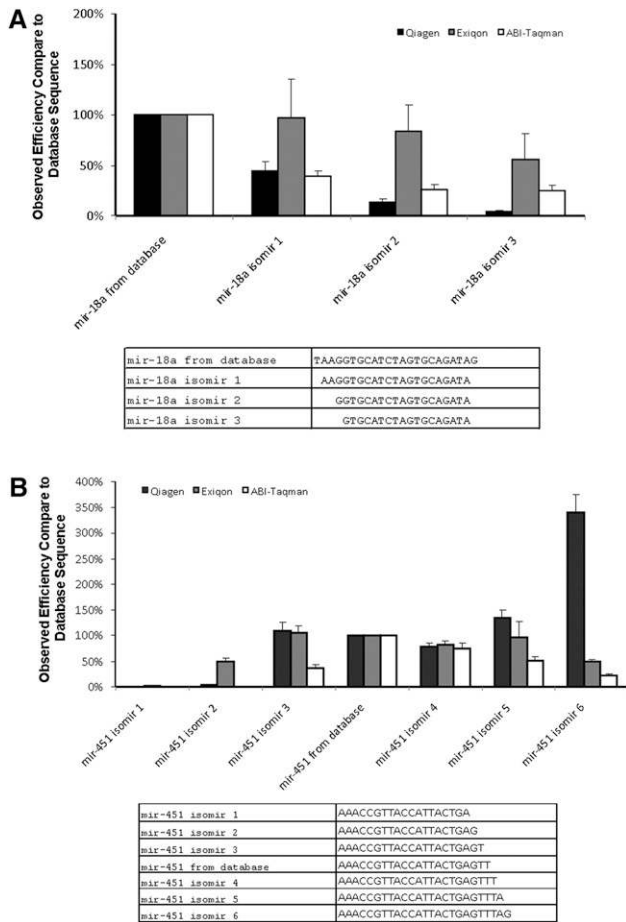 A
Observed Efficiency Compare to
Database Sequence
200%
150%
100%
50%
0%
Qiagen Exiqon ABI-Taqman
mir-18a from database
mir-18a isomir 1
mir-18a isomir 2
mir-18a isomir 3
mir-18a from database TAAGGTGCATCTAGTGCAGATAG
mir-18a isomir 1 AAGGTGCATCTAGTGCAGATA
mir-18a isomir 2 GGTGCATCTAGTGCAGATA
mir-18a isomir 3 GTGCATCTAGTGCAGATA
B
Observed Efficiency Compare to
Database Sequence
400%
350%
300%
250%
200%
150%
100%
50%
0%
Qiagen Exiqon ABI-Taqman
mir-451 isomir 1
mir-451 isomir 2
mir-451 isomir 3
mir-451 from database
mir-451 isomir 4
mir-451 isomir 5
mir-451 isomir 6
mir-451 isomir 1 AAACCGTTACCATTACTGA
mir-451 isomir 2 AAACCGTTACCATTACTGAG
mir-451 isomir 3 AAACCGTTACCATTACTGAGT
mir-451 from database AAACCGTTACCATTACTGAGTT
mir-451 isomir 4 AAACCGTTACCATTACTGAGTTT
mir-451 isomir 5 AAACCGTTACCATTACTGAGTTTA
mir-451 isomir 6 AAACCGTTACCATTACTGAGTTTAG